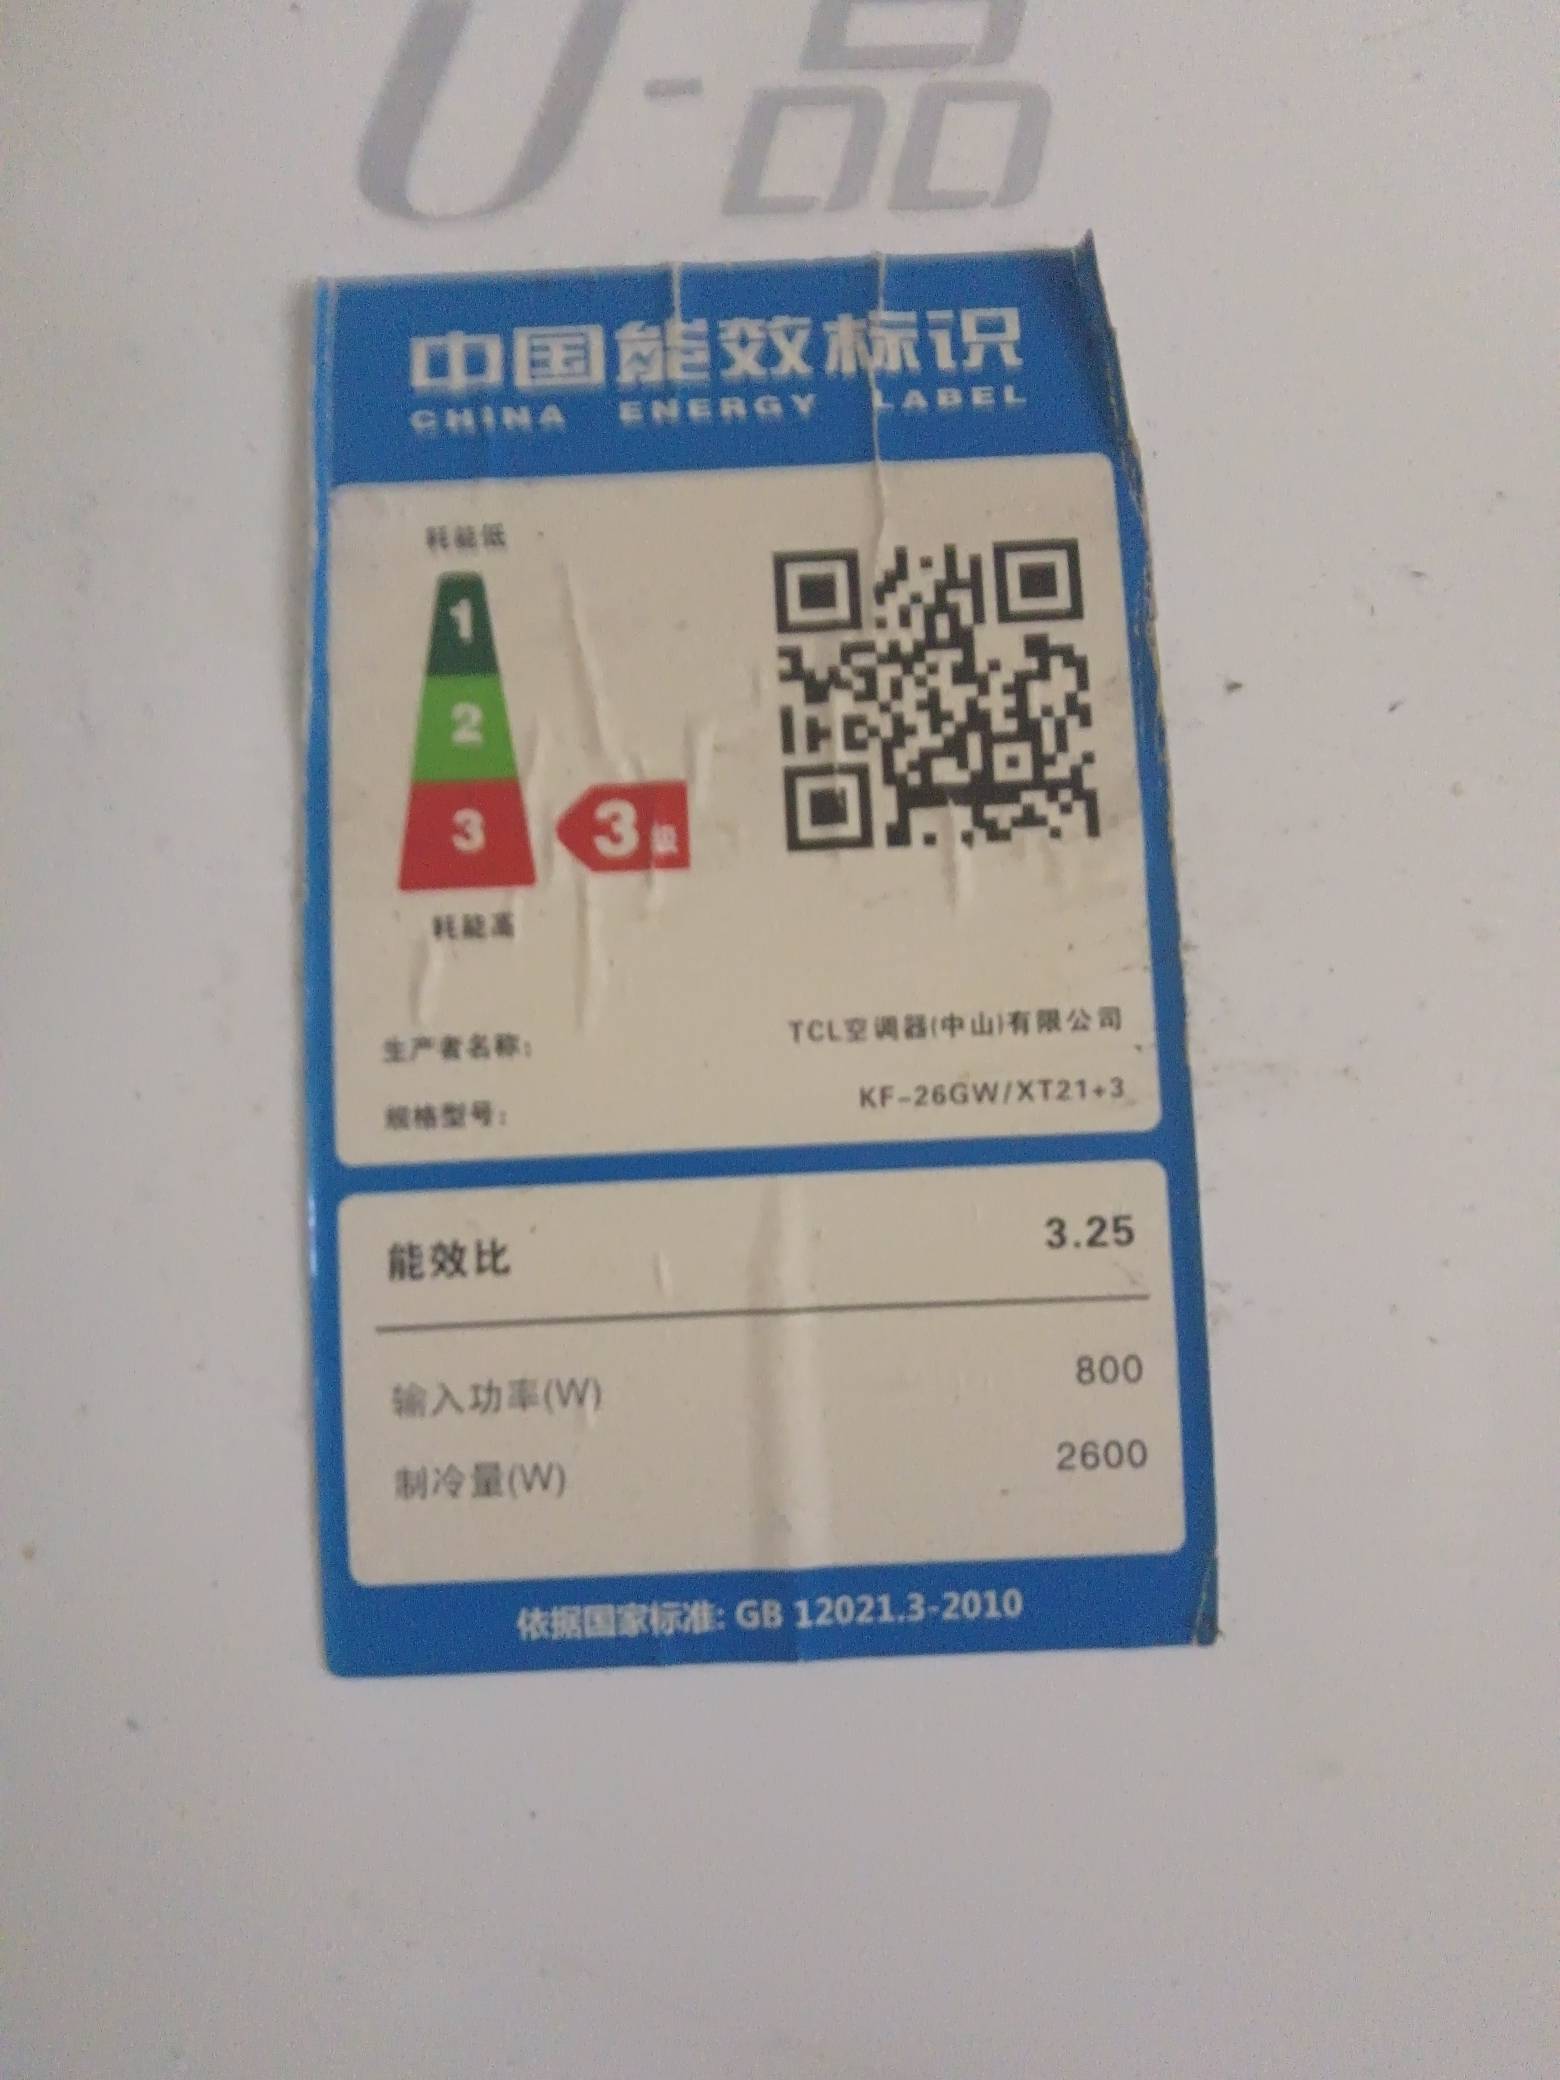 U-品
中国能效标识
CHINA ENERGY LABEL
耗能低
1
2
3
3级
耗能高
生产者名称:
TCL空调器(中山)有限公司
规格型号:
KF-26GW/XT21+3
能效比
3.25
输入功率(W)
800
制冷量(W)
2600
依据国家标准: GB 12021.3-2010